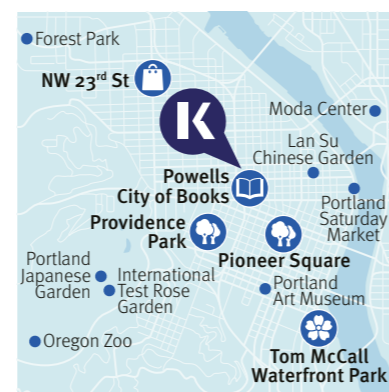 Forest Park
NW 23rd St
K
Moda Center
Lan Su
Chinese Garden
Powells
City of Books
Portland
Saturday
Market
Providence
Park
Pioneer Square
Portland
Japanese
Garden
International
Test Rose
Garden
Portland
Art Museum
Oregon Zoo
Tom McCall
Waterfront Park